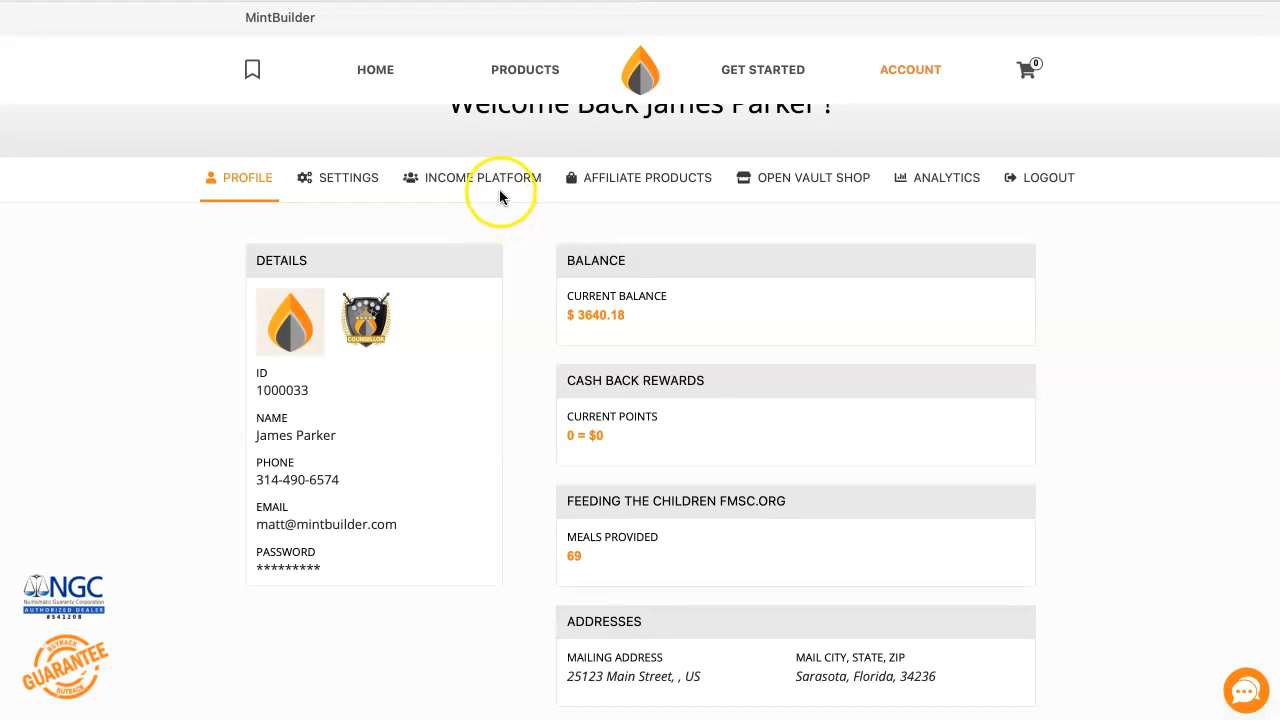 MintBuilder
HOME PRODUCTS GET STARTED ACCOUNT 0
Welcome Back James Parker !
PROFILE SETTINGS INCOME PLATFORM AFFILIATE PRODUCTS OPEN VAULT SHOP ANALYTICS LOGOUT
DETAILS
COUNSELLOR
ID
1000033
NAME
James Parker
PHONE
314-490-6574
EMAIL
matt@mintbuilder.com
PASSWORD
*********
BALANCE
CURRENT BALANCE
$ 3640.18
CASH BACK REWARDS
CURRENT POINTS
0 = $0
FEEDING THE CHILDREN FMSC.ORG
MEALS PROVIDED
69
ADDRESSES
MAILING ADDRESS MAIL CITY, STATE, ZIP
25123 Main Street, , US Sarasota, Florida, 34236
NGC
Numismatic Guaranty Corporation
AUTHORIZED DEALER
#541208
BUYBACK
GUARANTEE
BUYBACK